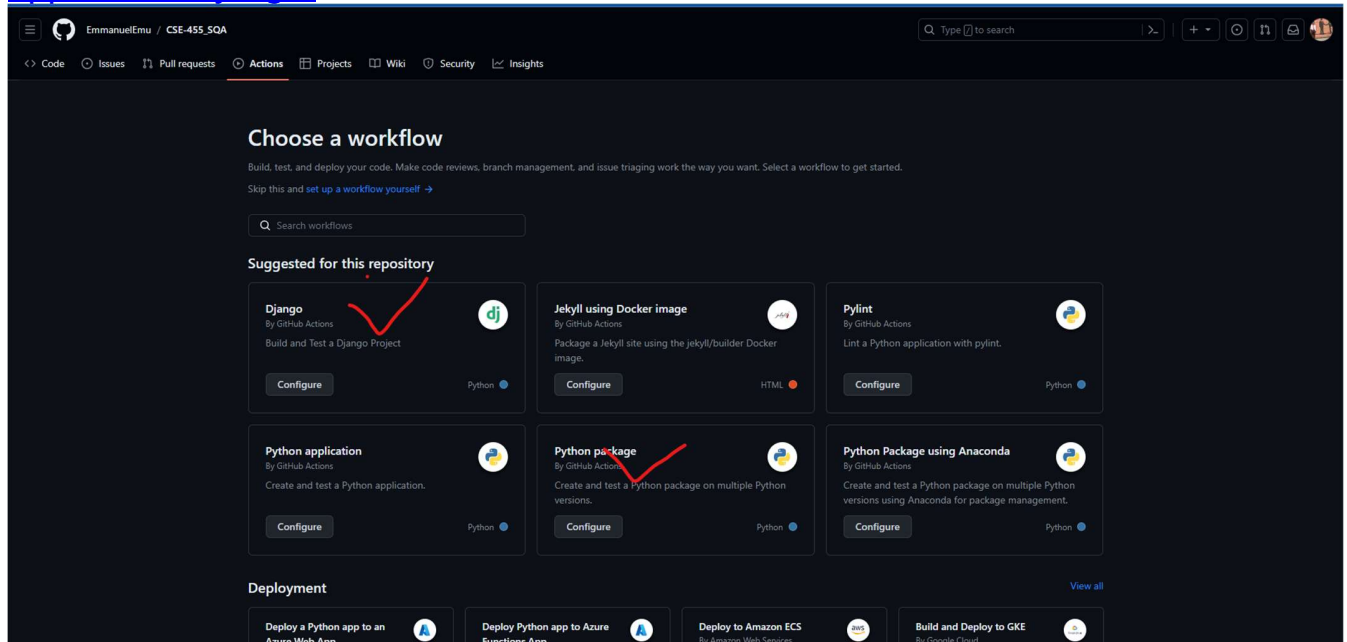 EmmanuelEmu / CSE-455_SQA
Type / to search
Code Issues Pull requests Actions Projects Wiki Security Insights
Choose a workflow
Build, test, and deploy your code. Make code reviews, branch management, and issue triaging work the way you want. Select a workflow to get started.
Skip this and set up a workflow yourself →
Search workflows
Suggested for this repository
Django
By GitHub Actions
Build and Test a Django Project
Configure
Python
Jekyll using Docker image
By GitHub Actions
Package a Jekyll site using the jekyll/builder Docker
image.
Configure
HTML
Pylint
By GitHub Actions
Lint a Python application with pylint.
Configure
Python
Python application
By GitHub Actions
Create and test a Python application.
Configure
Python
Python package
By GitHub Actions
Create and test a Python package on multiple Python
versions.
Configure
Python
Python Package using Anaconda
By GitHub Actions
Create and test a Python package on multiple Python
versions using Anaconda for package management.
Configure
Python
Deployment
View all
Deploy a Python app to an
Azure Web App
Deploy Python app to Azure
Functions App
Deploy to Amazon ECS
By Amazon Web Services
Build and Deploy to GKE
By Google Cloud